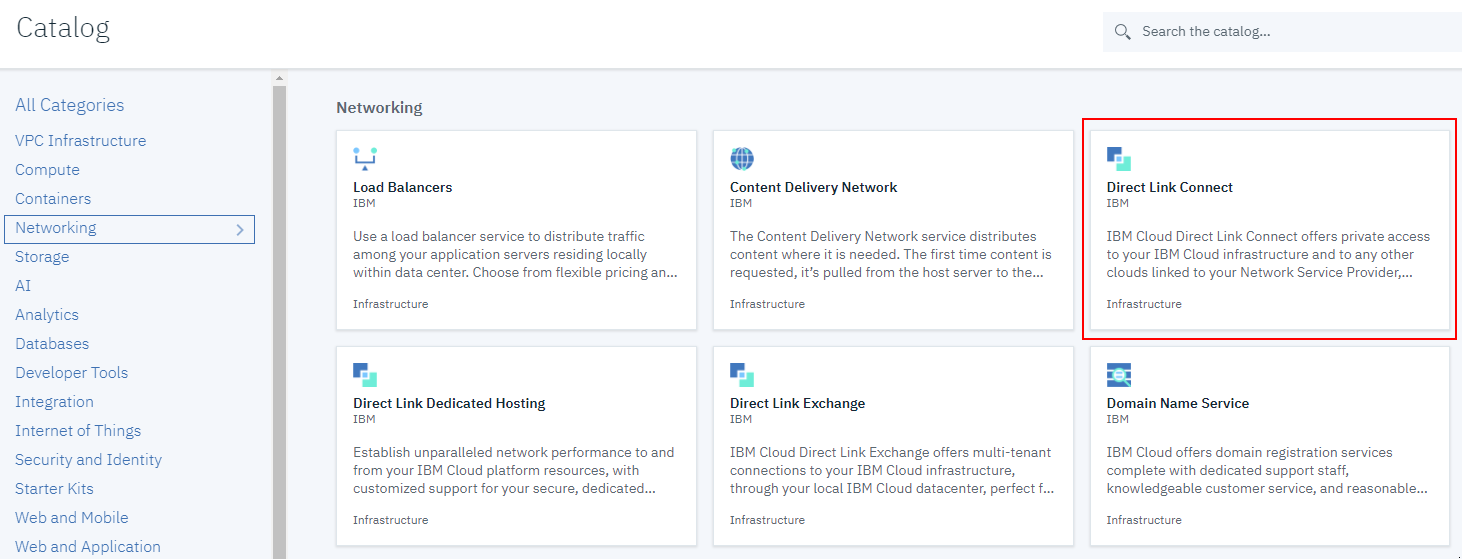 Catalog
Search the catalog...
All Categories
VPC Infrastructure
Compute
Containers
Networking
Storage
AI
Analytics
Databases
Developer Tools
Integration
Internet of Things
Security and Identity
Starter Kits
Web and Mobile
Web and Application
Networking
Load Balancers
IBM
Use a load balancer service to distribute traffic
among your application servers residing locally
within data center. Choose from flexible pricing an...
Infrastructure
Content Delivery Network
IBM
The Content Delivery Network service distributes
content where it is needed. The first time content is
requested, it’s pulled from the host server to the...
Infrastructure
Direct Link Connect
IBM
IBM Cloud Direct Link Connect offers private access
to your IBM Cloud infrastructure and to any other
clouds linked to your Network Service Provider,...
Infrastructure
Direct Link Dedicated Hosting
IBM
Establish unparalleled network performance to and
from your IBM Cloud platform resources, with
customized support for your secure, dedicated...
Infrastructure
Direct Link Exchange
IBM
IBM Cloud Direct Link Exchange offers multi-tenant
connections to your IBM Cloud infrastructure,
through your local IBM Cloud datacenter, perfect f...
Infrastructure
Domain Name Service
IBM
IBM Cloud offers domain registration services
complete with dedicated support staff,
knowledgeable customer service, and reasonable...
Infrastructure